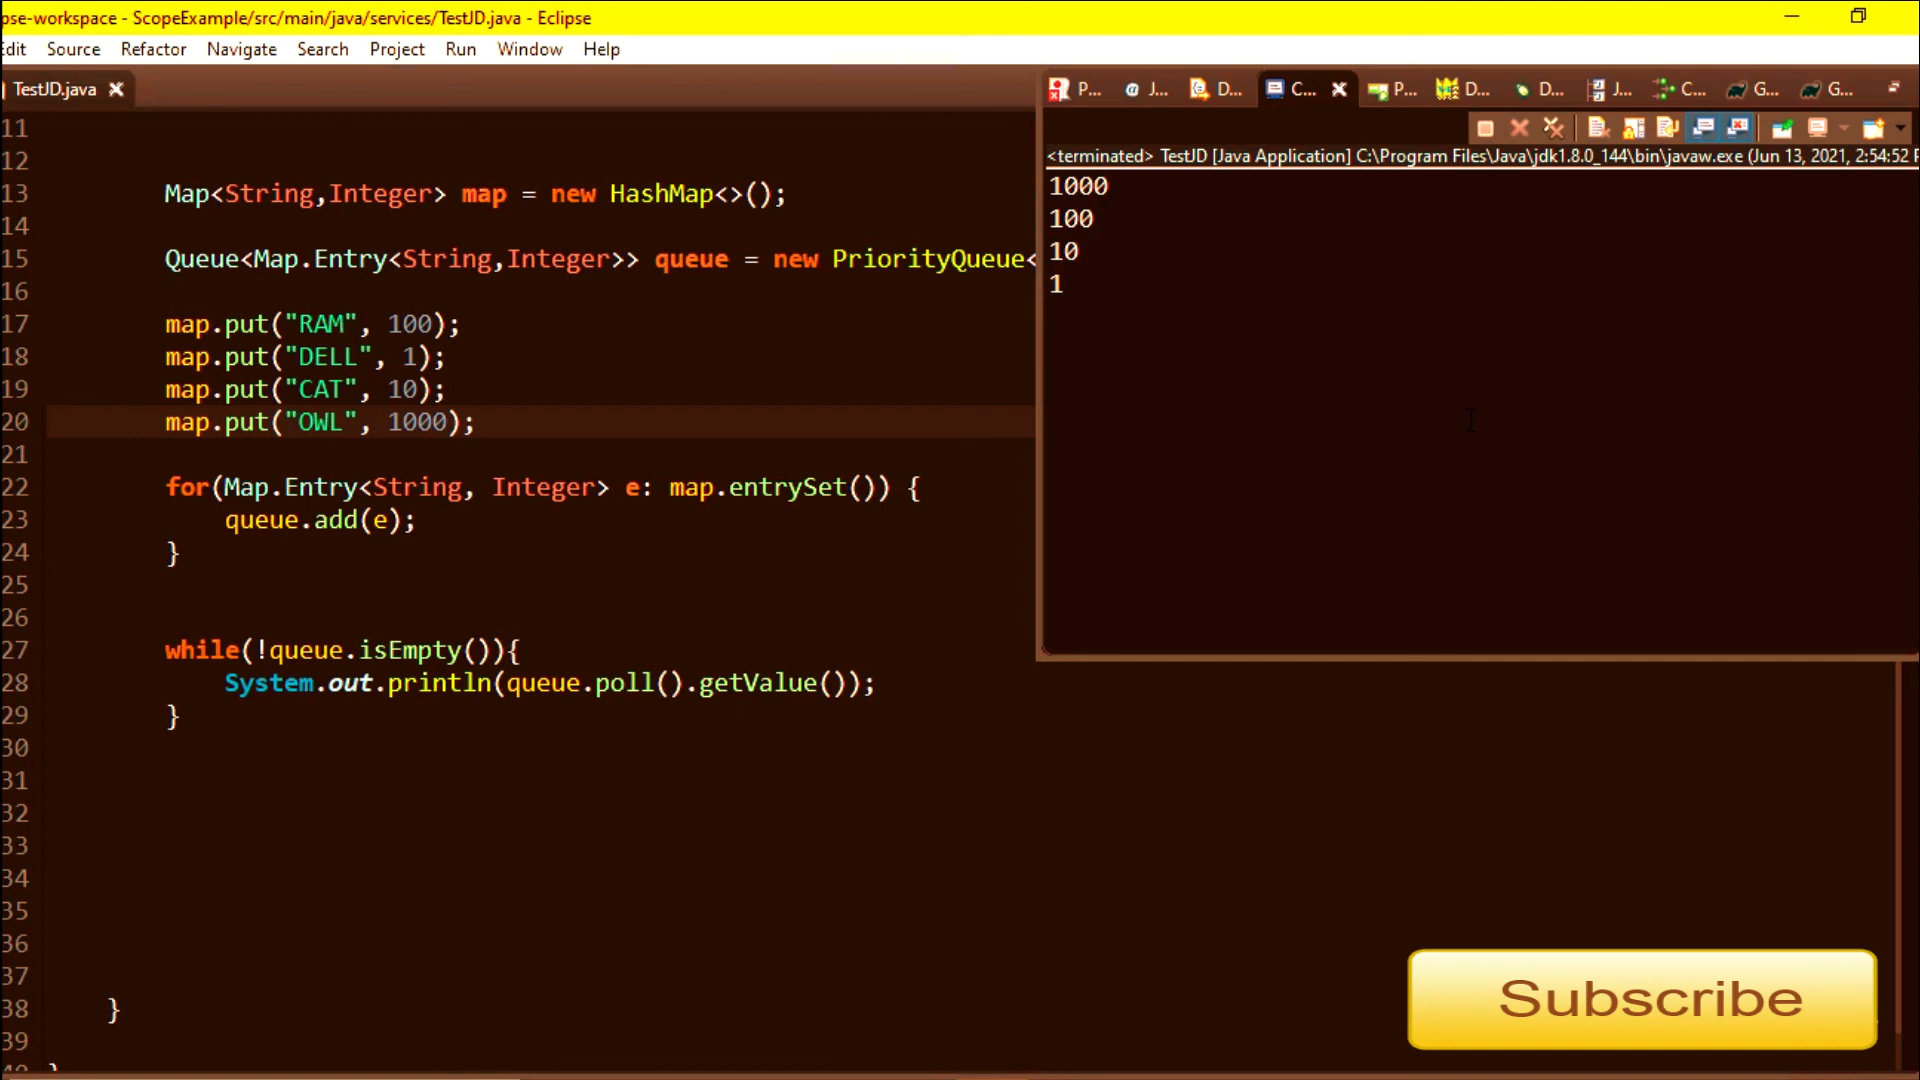 pse-workspace - ScopeExample/src/main/java/services/TestJD.java - Eclipse
Edit Source Refactor Navigate Search Project Run Window Help
TestJD.java
P... J... D... C... P... D... D... J... C... G... G...
<terminated> TestJD [Java Application] C:\Program Files\Java\jdk1.8.0_144\bin\javaw.exe (Jun 13, 2021, 2:54:52 P
1000
100
10
1
11
12
13 Map<String,Integer> map = new HashMap<>();
14
15 Queue<Map.Entry<String,Integer>> queue = new PriorityQueue<
16
17 map.put("RAM", 100);
18 map.put("DELL", 1);
19 map.put("CAT", 10);
20 map.put("OWL", 1000);
21
22 for(Map.Entry<String, Integer> e: map.entrySet()) {
23 queue.add(e);
24 }
25
26
27 while(!queue.isEmpty()){
28 System.out.println(queue.poll().getValue());
29 }
30
31
32
33
34
35
36
37
38 }
39
Subscribe